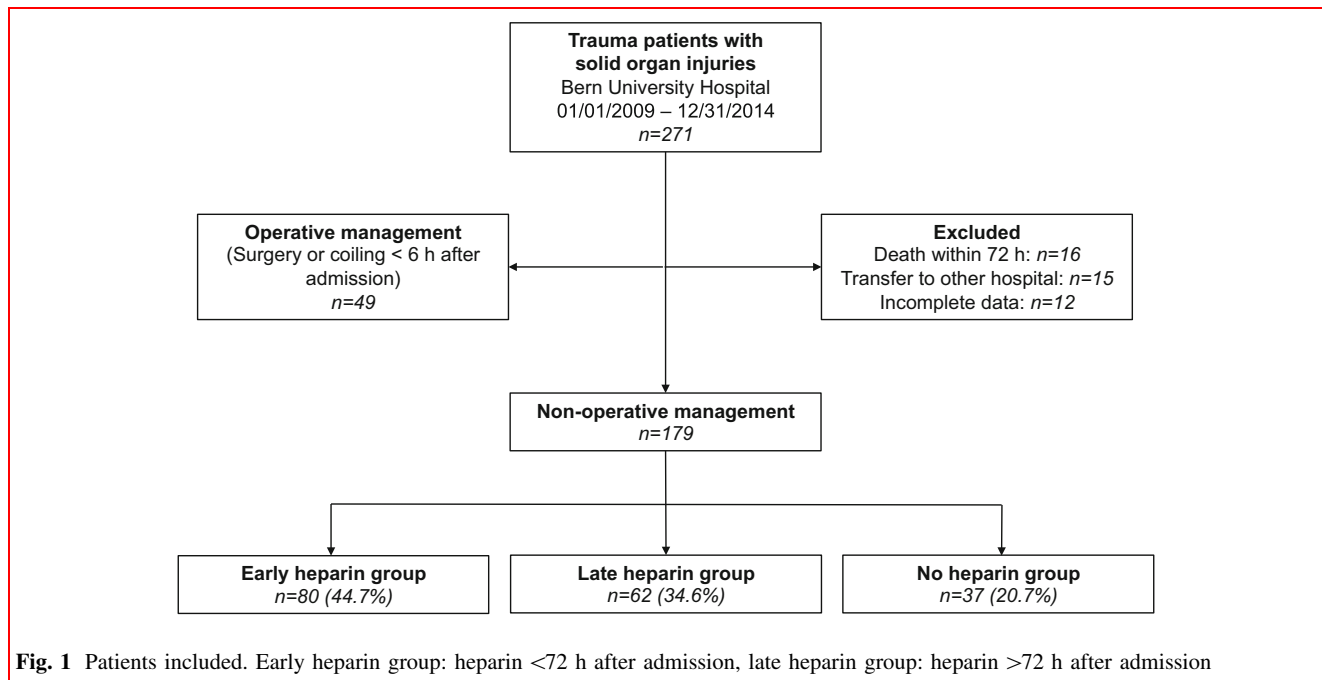 Trauma patients with
solid organ injuries
Bern University Hospital
01/01/2009 – 12/31/2014
n=271
Operative management
(Surgery or coiling < 6 h after
admission)
n=49
Excluded
Death within 72 h: n=16
Transfer to other hospital: n=15
Incomplete data: n=12
Non-operative management
n=179
Early heparin group
n=80 (44.7%)
Late heparin group
n=62 (34.6%)
No heparin group
n=37 (20.7%)
Fig. 1 Patients included. Early heparin group: heparin <72 h after admission, late heparin group: heparin >72 h after admission